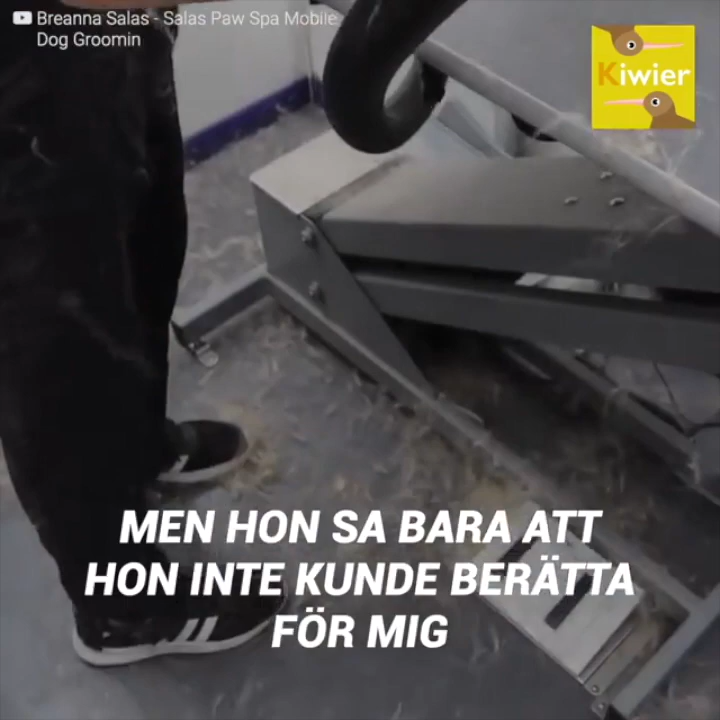 Breanna Salas - Salas Paw Spa Mobile
Dog Groomin
Kiwier
MEN HON SA BARA ATT
HON INTE KUNDE BERÄTTA
FÖR MIG